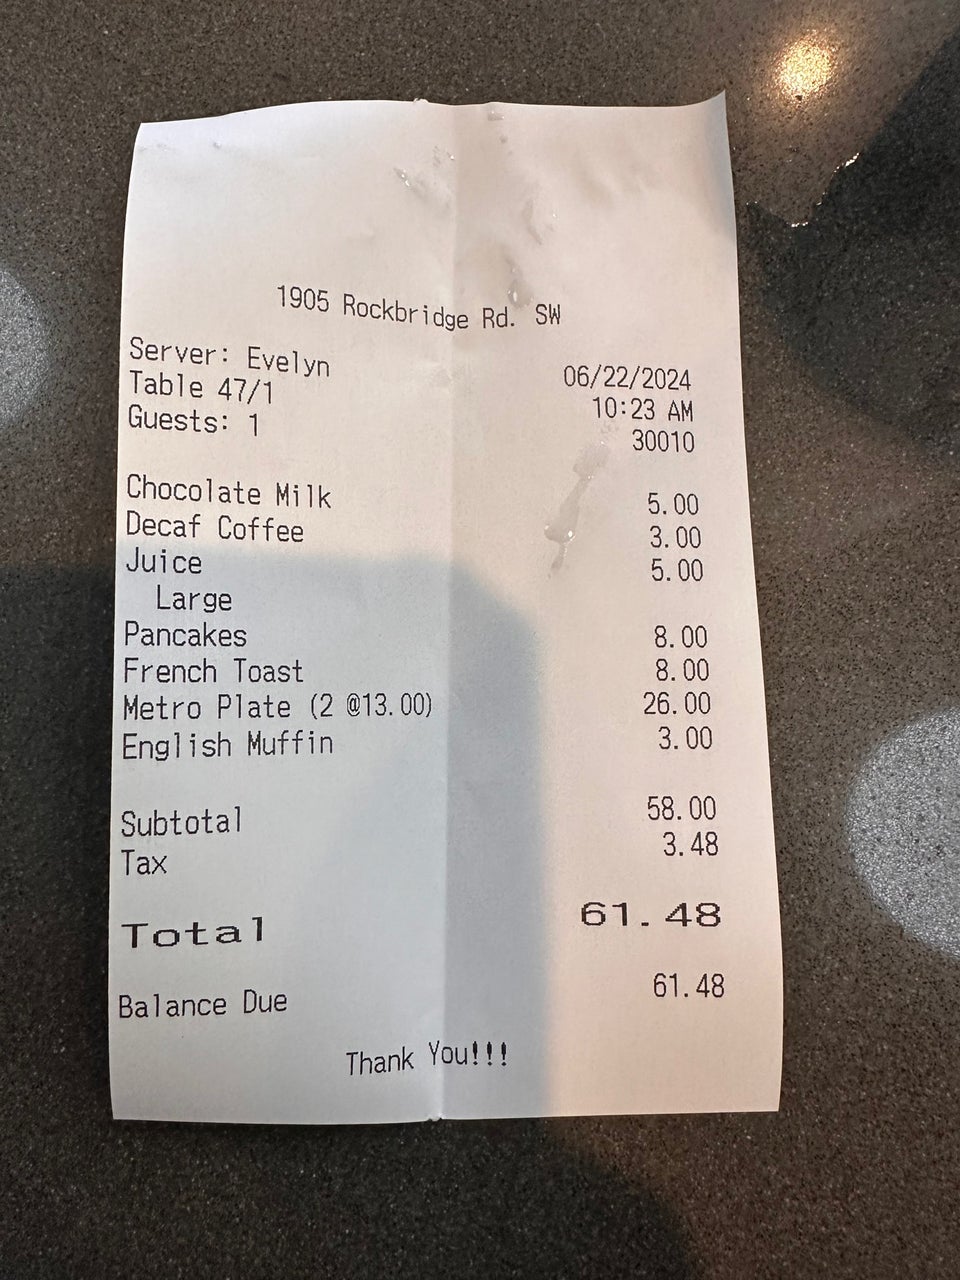 1905 Rockbridge Rd. SW
Server: Evelyn 06/22/2024
Table 47/1 10:23 AM
Guests: 1 30010
Chocolate Milk 5.00
Decaf Coffee 3.00
Juice 5.00
Large
Pancakes 8.00
French Toast 8.00
Metro Plate (2 @13.00) 26.00
English Muffin 3.00
Subtotal 58.00
Tax 3.48
Total 61.48
Balance Due 61.48
Thank You!!!